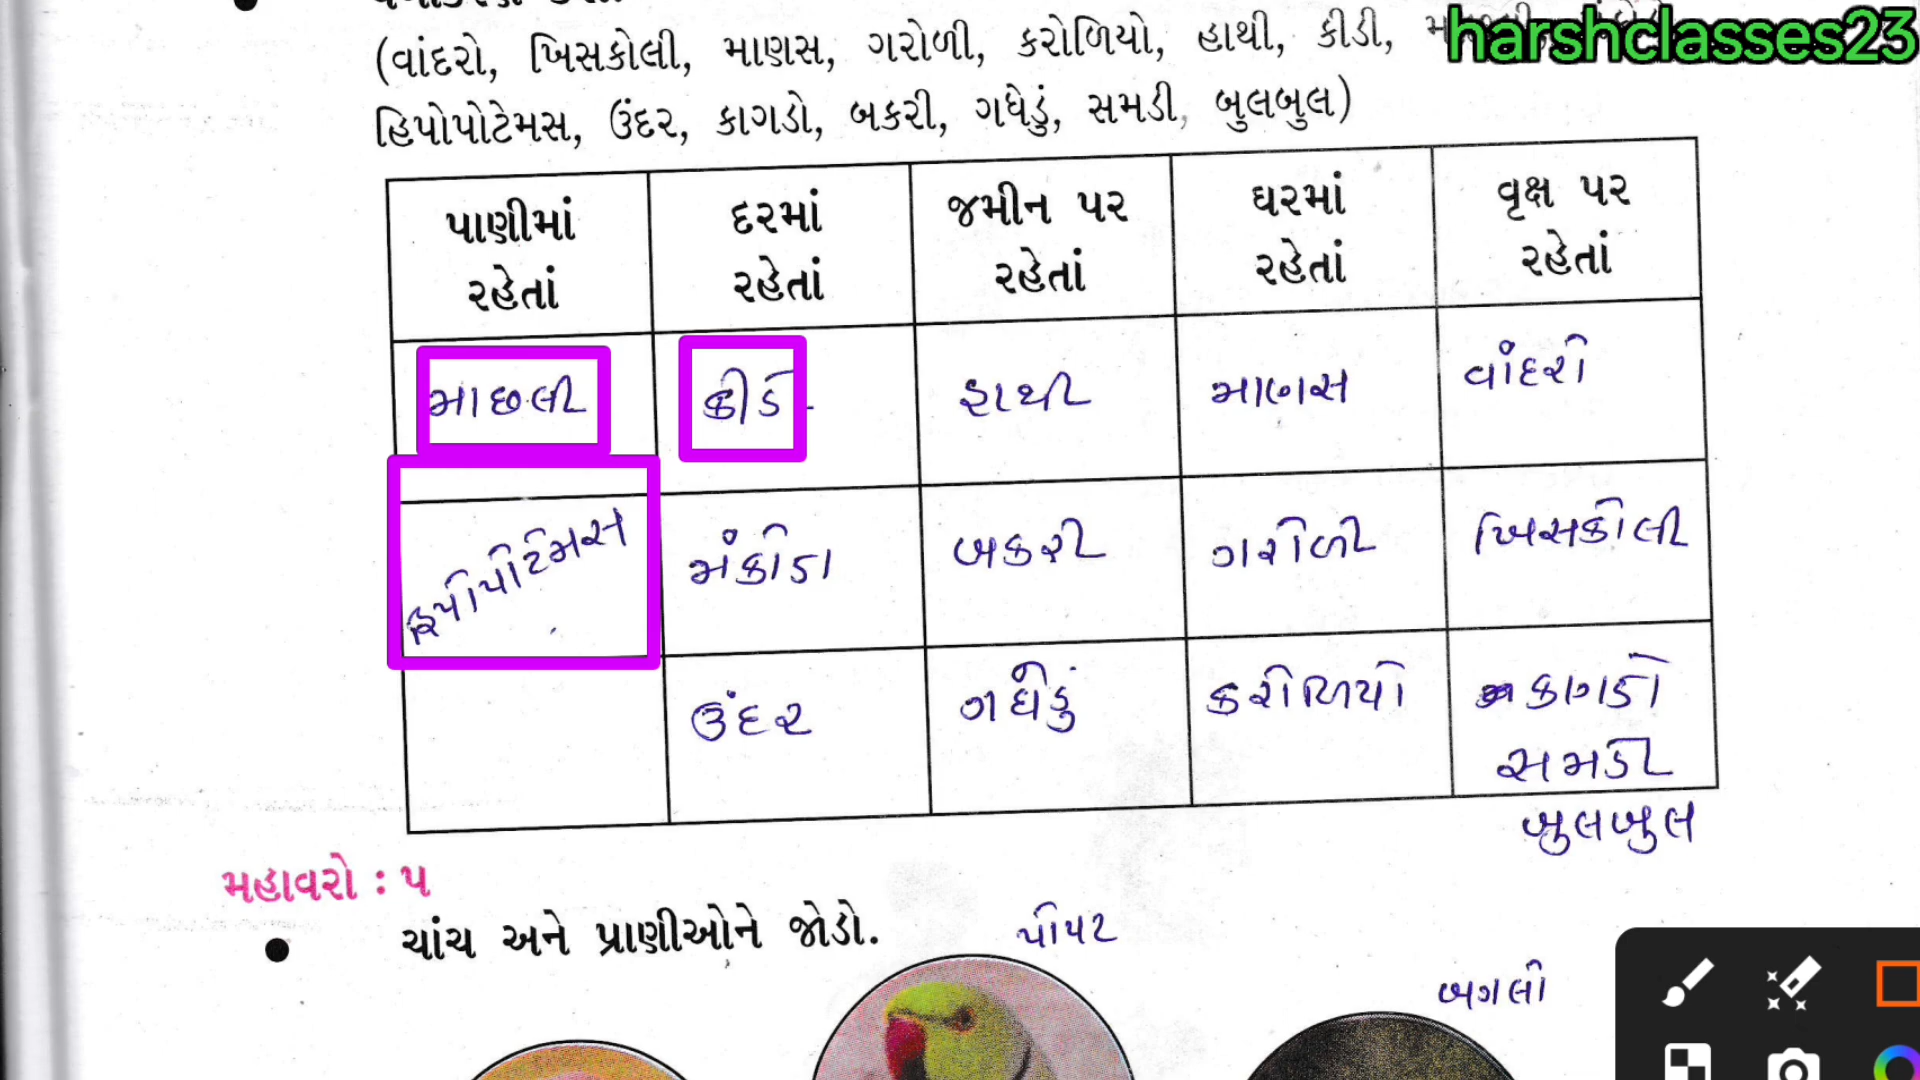 harshclasses23
(વાંદરો, ખિસકોલી, માણસ, ગરોળી, કરોળિયો, હાથી, કીડી,
હિપોપોટેમસ, ઉંદર, કાગડો, બકરી, ગધેડું, સમડી, બુલબુલ)
પાણીમાં રહેતાં
દરમાં રહેતાં
જમીન પર રહેતાં
ઘરમાં રહેતાં
વૃક્ષ પર રહેતાં
માછલી
કીડ
હાથી
માણસ
વાંદરો
હિપોપોટેમસ
મંકોડા
બકરી
ગરોળી
ખિસકોલી
ઉંદર
ગધેડું
કરોળિયો
કાગડો
સમડી
બુલબુલ
મહાવરો : ૫
ચાંચ અને પ્રાણીઓને જોડો.
પોપટ
બગલો